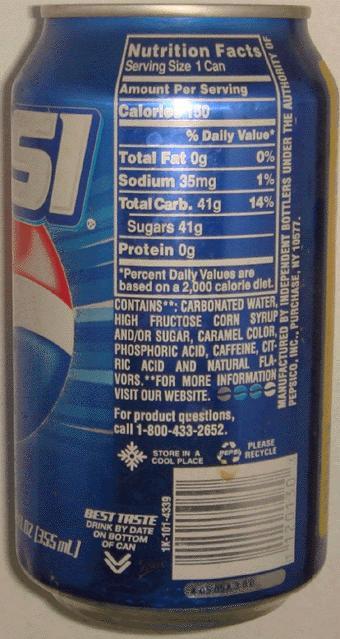 SI
®
Nutrition Facts
Serving Size 1 Can
Amount Per Serving
Calories 150
% Daily Value*
Total Fat 0g 0%
Sodium 35mg 1%
Total Carb. 41g 14%
Sugars 41g
Protein 0g
*Percent Daily Values are
based on a 2,000 calorie diet.
CONTAINS**: CARBONATED WATER,
HIGH FRUCTOSE CORN SYRUP
AND/OR SUGAR, CARAMEL COLOR,
PHOSPHORIC ACID, CAFFEINE, CIT-
RIC ACID AND NATURAL FLA-
VORS. **FOR MORE INFORMATION
VISIT OUR WEBSITE.
For product questions,
call 1-800-433-2652.
MANUFACTURED BY INDEPENDENT BOTTLERS UNDER THE AUTHORITY OF
PEPSICO, INC., PURCHASE, NY 10577.
STORE IN A
COOL PLACE
PEPSI
PLEASE
RECYCLE
OZ (355 mL)
BEST TASTE
DRINK BY DATE
ON BOTTOM
OF CAN
1K-101-4339